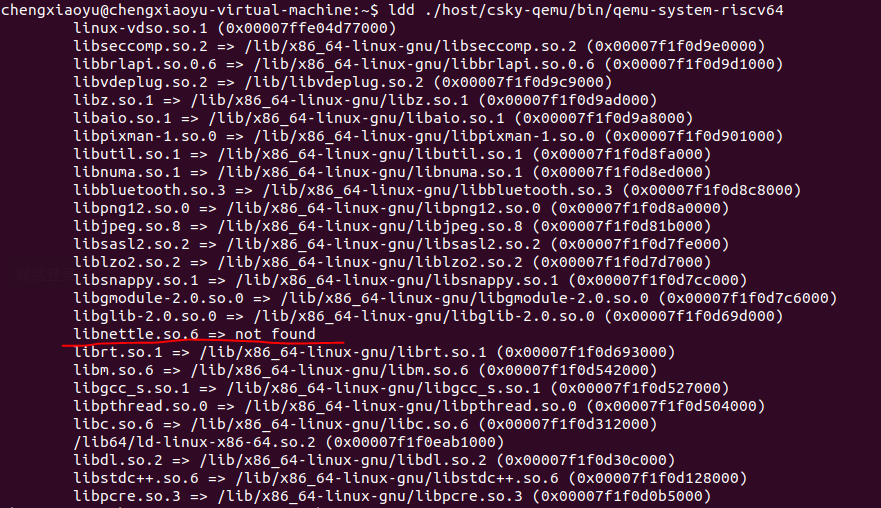 chengxiaoyu@chengxiaoyu-virtual-machine:~$ ldd ./host/csky-qemu/bin/qemu-system-riscv64
linux-vdso.so.1 (0x00007ffe04d77000)
libseccomp.so.2 => /lib/x86_64-linux-gnu/libseccomp.so.2 (0x00007f1f0d9e0000)
libbrlapi.so.0.6 => /lib/x86_64-linux-gnu/libbrlapi.so.0.6 (0x00007f1f0d9d1000)
libvdeplug.so.2 => /lib/libvdeplug.so.2 (0x00007f1f0d9c9000)
libz.so.1 => /lib/x86_64-linux-gnu/libz.so.1 (0x00007f1f0d9ad000)
libaio.so.1 => /lib/x86_64-linux-gnu/libaio.so.1 (0x00007f1f0d9a8000)
libpixman-1.so.0 => /lib/x86_64-linux-gnu/libpixman-1.so.0 (0x00007f1f0d901000)
libutil.so.1 => /lib/x86_64-linux-gnu/libutil.so.1 (0x00007f1f0d8fa000)
libnuma.so.1 => /lib/x86_64-linux-gnu/libnuma.so.1 (0x00007f1f0d8ed000)
libbluetooth.so.3 => /lib/x86_64-linux-gnu/libbluetooth.so.3 (0x00007f1f0d8c8000)
libpng12.so.0 => /lib/x86_64-linux-gnu/libpng12.so.0 (0x00007f1f0d8a0000)
libjpeg.so.8 => /lib/x86_64-linux-gnu/libjpeg.so.8 (0x00007f1f0d81b000)
libsasl2.so.2 => /lib/x86_64-linux-gnu/libsasl2.so.2 (0x00007f1f0d7fe000)
liblzo2.so.2 => /lib/x86_64-linux-gnu/liblzo2.so.2 (0x00007f1f0d7d7000)
libsnappy.so.1 => /lib/x86_64-linux-gnu/libsnappy.so.1 (0x00007f1f0d7cc000)
libgmodule-2.0.so.0 => /lib/x86_64-linux-gnu/libgmodule-2.0.so.0 (0x00007f1f0d7c6000)
libglib-2.0.so.0 => /lib/x86_64-linux-gnu/libglib-2.0.so.0 (0x00007f1f0d69d000)
libnettle.so.6 => not found
librt.so.1 => /lib/x86_64-linux-gnu/librt.so.1 (0x00007f1f0d693000)
libm.so.6 => /lib/x86_64-linux-gnu/libm.so.6 (0x00007f1f0d542000)
libgcc_s.so.1 => /lib/x86_64-linux-gnu/libgcc_s.so.1 (0x00007f1f0d527000)
libpthread.so.0 => /lib/x86_64-linux-gnu/libpthread.so.0 (0x00007f1f0d504000)
libc.so.6 => /lib/x86_64-linux-gnu/libc.so.6 (0x00007f1f0d312000)
/lib64/ld-linux-x86-64.so.2 (0x00007f1f0eab1000)
libdl.so.2 => /lib/x86_64-linux-gnu/libdl.so.2 (0x00007f1f0d30c000)
libstdc++.so.6 => /lib/x86_64-linux-gnu/libstdc++.so.6 (0x00007f1f0d128000)
libpcre.so.3 => /lib/x86_64-linux-gnu/libpcre.so.3 (0x00007f1f0d0b5000)